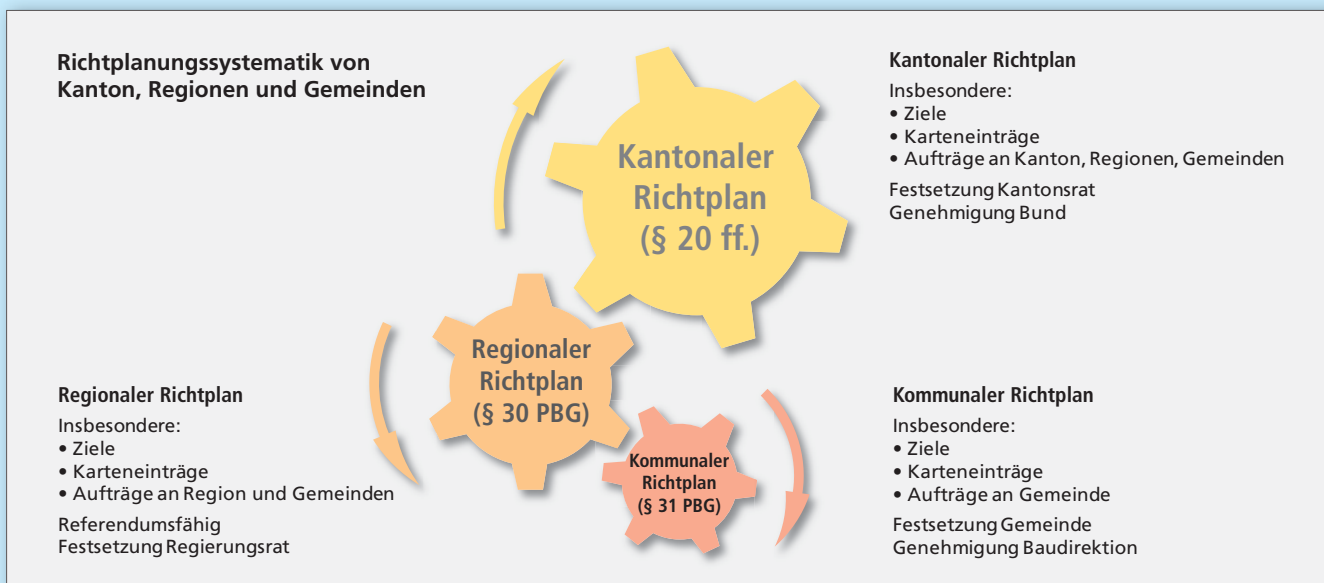 Richtplanungssystematik von
Kanton, Regionen und Gemeinden
Kantonaler
Richtplan
(§ 20 ff.)
Kantonaler Richtplan
Insbesondere:
• Ziele
• Karteneinträge
• Aufträge an Kanton, Regionen, Gemeinden
Festsetzung Kantonsrat
Genehmigung Bund
Regionaler
Richtplan
(§ 30 PBG)
Regionaler Richtplan
Insbesondere:
• Ziele
• Karteneinträge
• Aufträge an Region und Gemeinden
Referendumsfähig
Festsetzung Regierungsrat
Kommunaler
Richtplan
(§ 31 PBG)
Kommunaler Richtplan
Insbesondere:
• Ziele
• Karteneinträge
• Aufträge an Gemeinde
Festsetzung Gemeinde
Genehmigung Baudirektion